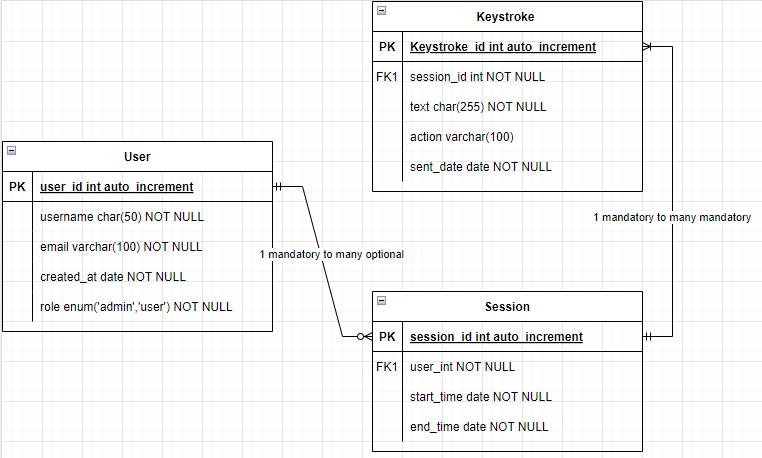 Keystroke
PK Keystroke_id int auto_increment
FK1 session_id int NOT NULL
text char(255) NOT NULL
action varchar(100)
sent_date date NOT NULL
User
PK user_id int auto_increment
username char(50) NOT NULL
email varchar(100) NOT NULL
created_at date NOT NULL
role enum('admin','user') NOT NULL
1 mandatory to many mandatory
1 mandatory to many optional
Session
PK session_id int auto_increment
FK1 user_int NOT NULL
start_time date NOT NULL
end_time date NOT NULL